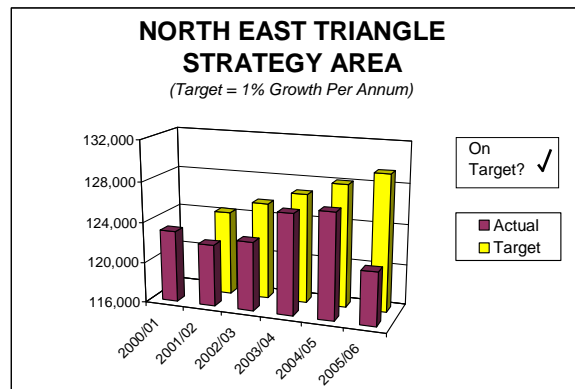 NORTH EAST TRIANGLE
STRATEGY AREA
(Target = 1% Growth Per Annum)
132,000
128,000
124,000
120,000
116,000
2000/01
2001/02
2002/03
2003/04
2004/05
2005/06
On
Target? ✓
Actual
Target